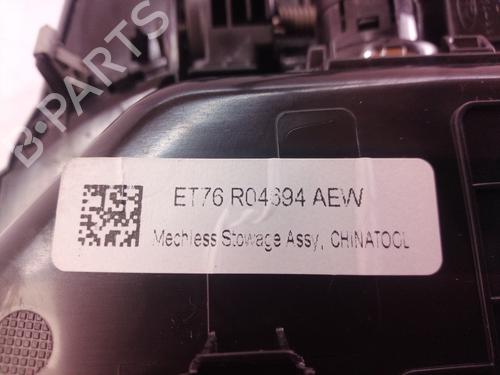 B-PARTS
ET76 R04694 AEW
Mechless Stowage Assy, CHINATOOL